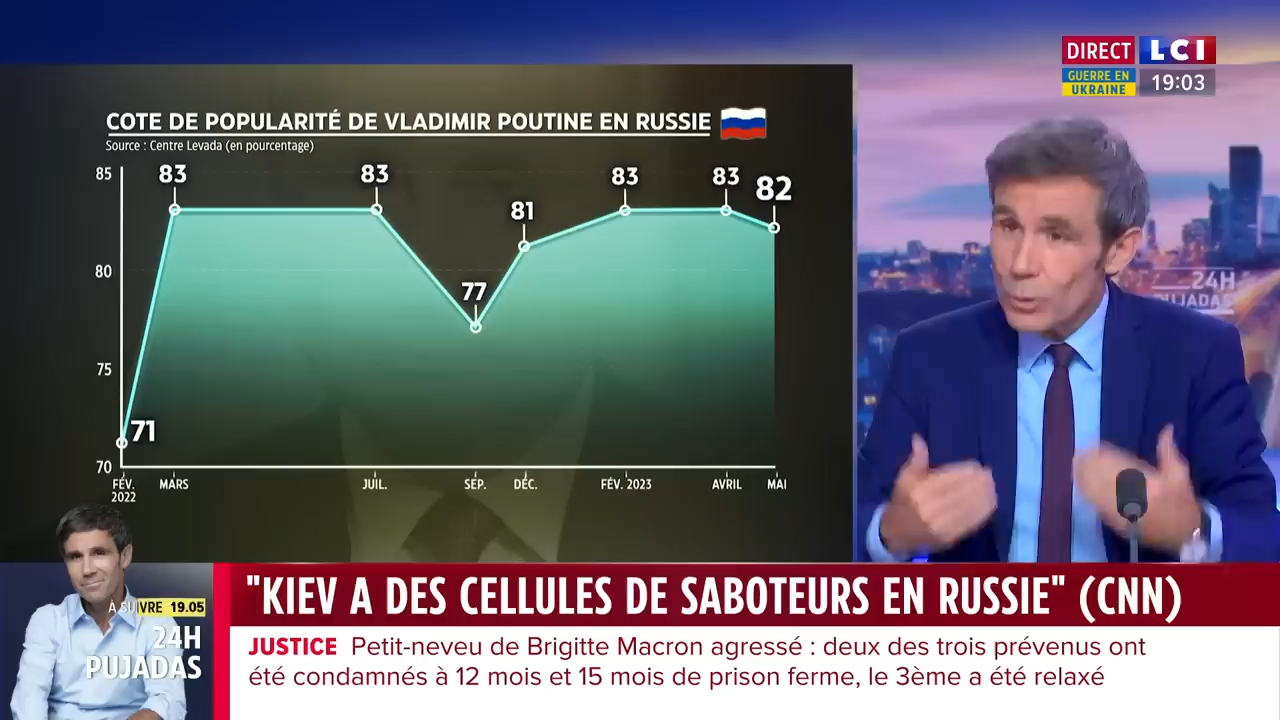 DIRECT LCI
GUERRE EN
UKRAINE
19:03
COTE DE POPULARITÉ DE VLADIMIR POUTINE EN RUSSIE
Source : Centre Levada (en pourcentage)
85
83
83
81
77
83
83
82
80
75
71
70
FÉV.
2022
MARS
JUIL.
SEP.
DÉC.
FÉV. 2023
AVRIL
MAI
24H
PUJADAS
À SUIVRE 19.05
24H
PUJADAS
"KIEV A DES CELLULES DE SABOTEURS EN RUSSIE" (CNN)
JUSTICE Petit-neveu de Brigitte Macron agressé : deux des trois prévenus ont
été condamnés à 12 mois et 15 mois de prison ferme, le 3ème a été relaxé